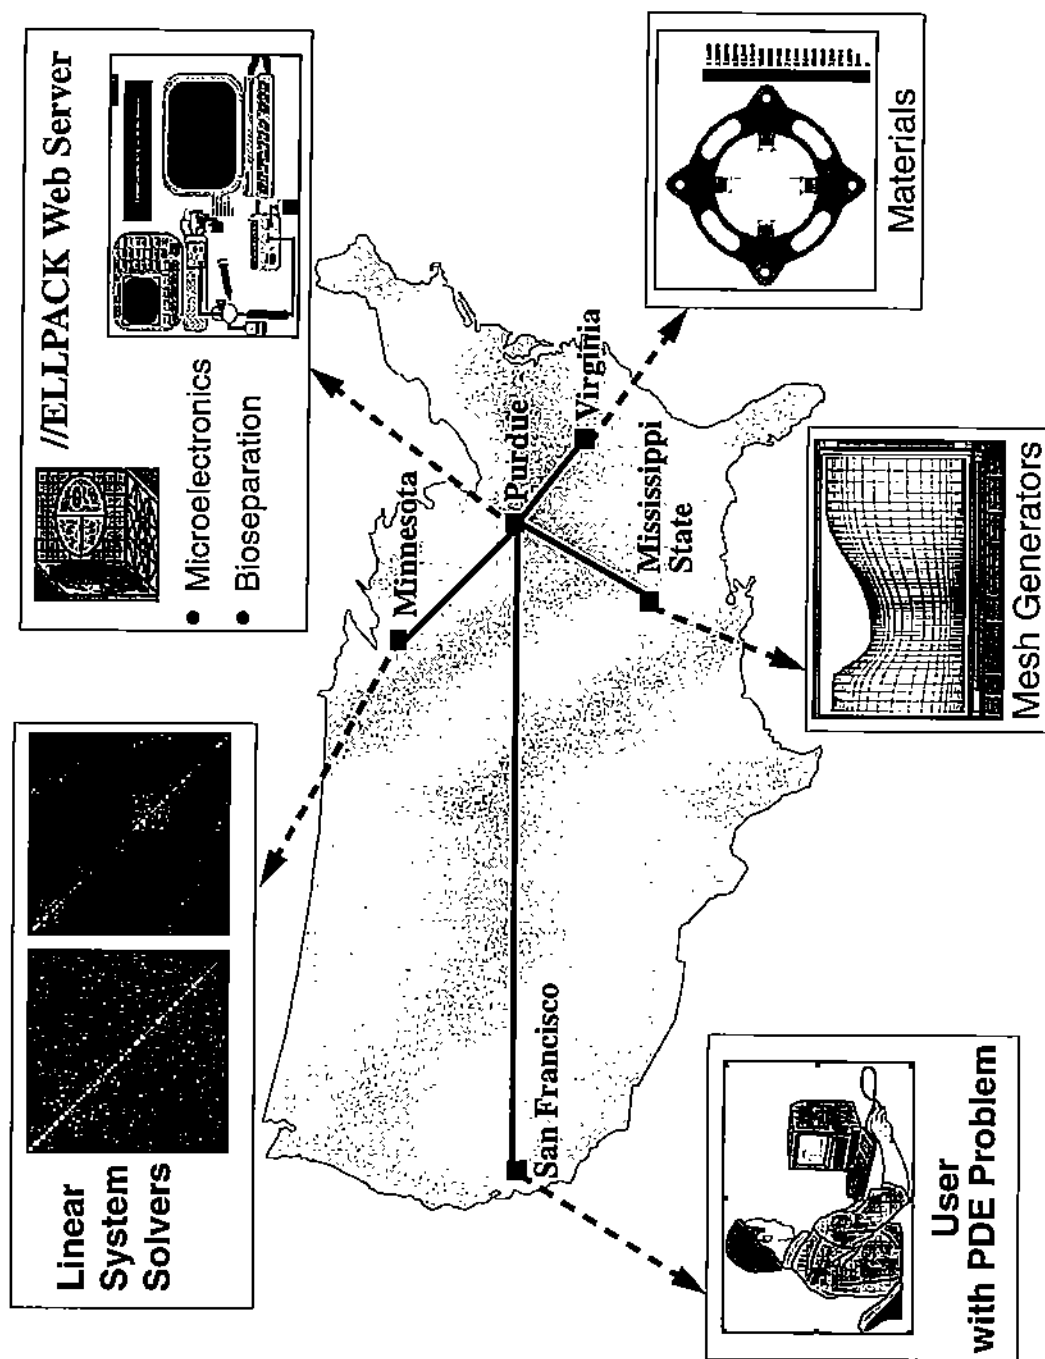 Linear
System
Solvers
//ELLPACK Web Server
● Microelectronics
● Bioseparation
Minnesota
Purdue
Virginia
Mississippi
State
San Francisco
User
with PDE Problem
Mesh Generators
Materials